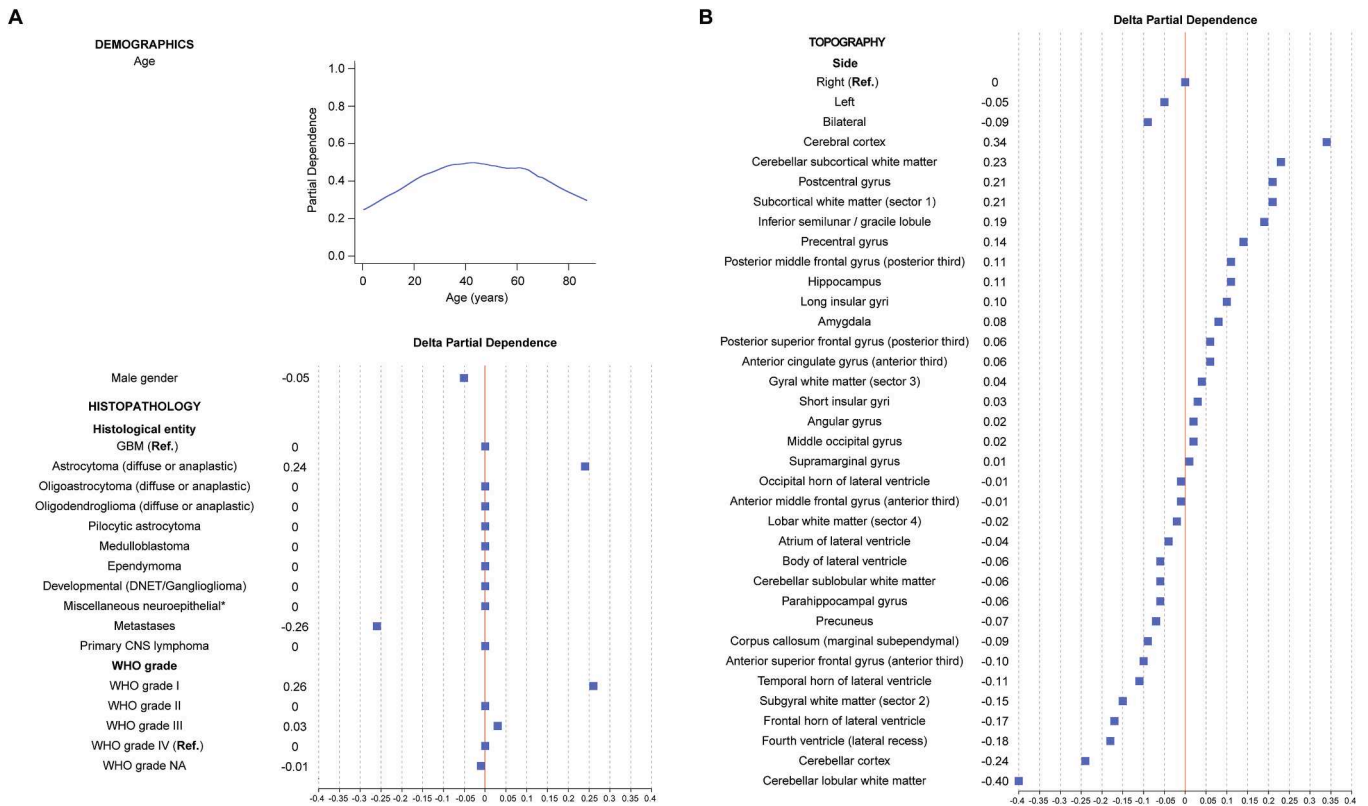 A
DEMOGRAPHICS
Age
1.0
0.8
0.6
0.4
0.2
0.0
Partial Dependence
0 20 40 60 80
Age (years)
Delta Partial Dependence
Male gender -0.05
HISTOPATHOLOGY
Histological entity
GBM (Ref.) 0
Astrocytoma (diffuse or anaplastic) 0.24
Oligoastrocytoma (diffuse or anaplastic) 0
Oligodendroglioma (diffuse or anaplastic) 0
Pilocytic astrocytoma 0
Medulloblastoma 0
Ependymoma 0
Developmental (DNET/Ganglioglioma) 0
Miscellaneous neuroepithelial* 0
Metastases -0.26
Primary CNS lymphoma 0
WHO grade
WHO grade I 0.26
WHO grade II 0
WHO grade III 0.03
WHO grade IV (Ref.) 0
WHO grade NA -0.01
-0.4 -0.35 -0.3 -0.25 -0.2 -0.15 -0.1 -0.05 0 0.05 0.1 0.15 0.2 0.25 0.3 0.35 0.4
B
Delta Partial Dependence
TOPOGRAPHY
Side
Right (Ref.) 0
Left -0.05
Bilateral -0.09
Cerebral cortex 0.34
Cerebellar subcortical white matter 0.23
Postcentral gyrus 0.21
Subcortical white matter (sector 1) 0.21
Inferior semilunar / gracile lobule 0.19
Precentral gyrus 0.14
Posterior middle frontal gyrus (posterior third) 0.11
Hippocampus 0.11
Long insular gyri 0.10
Amygdala 0.08
Posterior superior frontal gyrus (posterior third) 0.06
Anterior cingulate gyrus (anterior third) 0.06
Gyral white matter (sector 3) 0.04
Short insular gyri 0.03
Angular gyrus 0.02
Middle occipital gyrus 0.02
Supramarginal gyrus 0.01
Occipital horn of lateral ventricle -0.01
Anterior middle frontal gyrus (anterior third) -0.01
Lobar white matter (sector 4) -0.02
Atrium of lateral ventricle -0.04
Body of lateral ventricle -0.06
Cerebellar sublobular white matter -0.06
Parahippocampal gyrus -0.06
Precuneus -0.07
Corpus callosum (marginal subependymal) -0.09
Anterior superior frontal gyrus (anterior third) -0.10
Temporal horn of lateral ventricle -0.11
Subgyral white matter (sector 2) -0.15
Frontal horn of lateral ventricle -0.17
Fourth ventricle (lateral recess) -0.18
Cerebellar cortex -0.24
Cerebellar lobular white matter -0.40
-0.4 -0.35 -0.3 -0.25 -0.2 -0.15 -0.1 -0.05 0 0.05 0.1 0.15 0.2 0.25 0.3 0.35 0.4